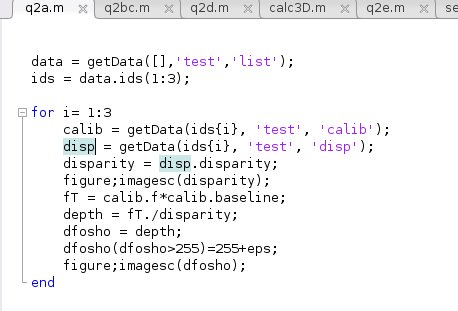 q2a.m × q2bc.m × q2d.m × calc3D.m × q2e.m × se
data = getData([],'test','list');
ids = data.ids(1:3);
for i= 1:3
calib = getData(ids{i}, 'test', 'calib');
disp = getData(ids{i}, 'test', 'disp');
disparity = disp.disparity;
figure;imagesc(disparity);
fT = calib.f*calib.baseline;
depth = fT./disparity;
dfosho = depth;
dfosho(dfosho>255)=255+eps;
figure;imagesc(dfosho);
end